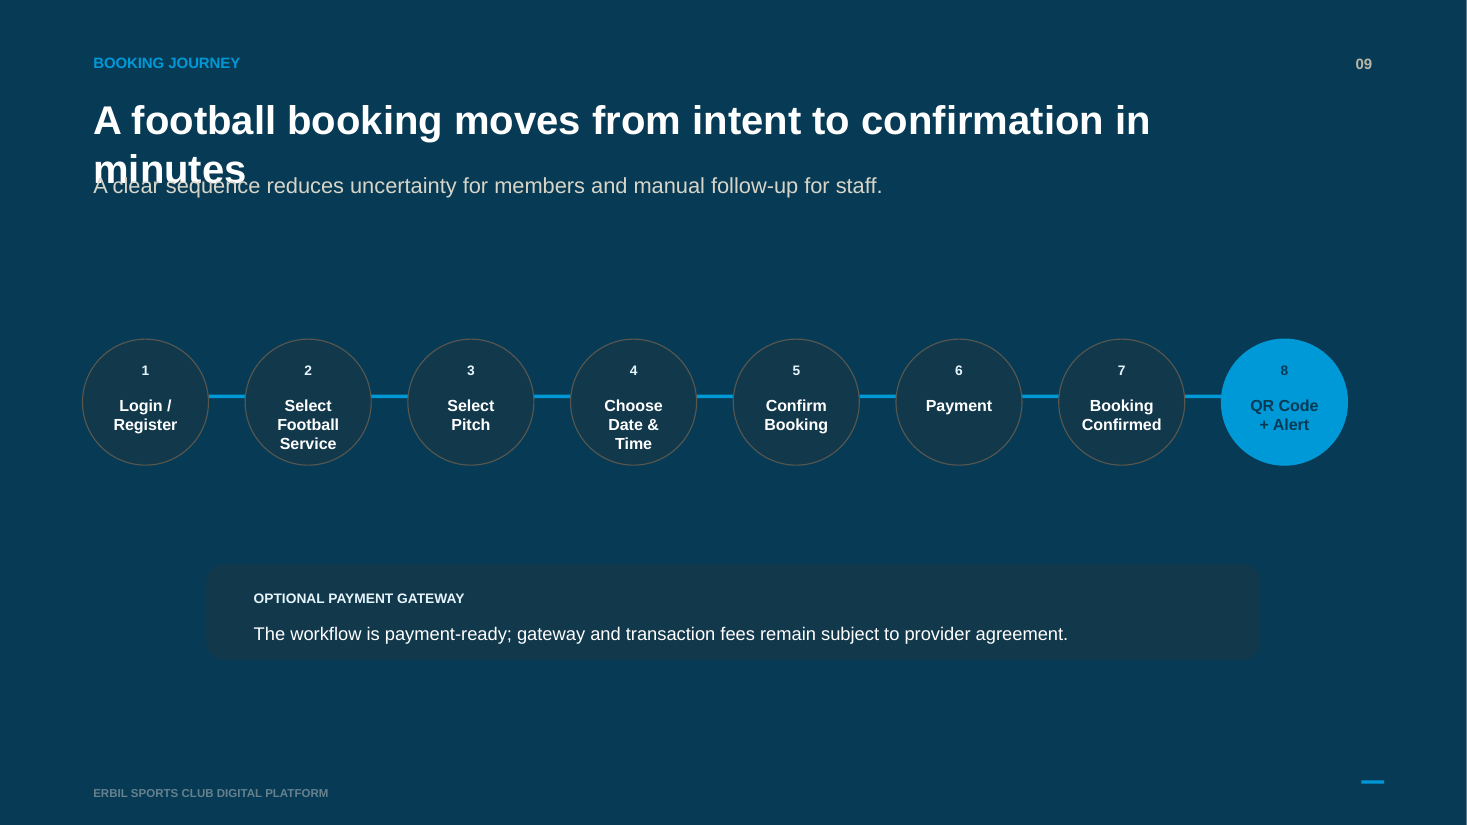 BOOKING JOURNEY
09
A football booking moves from intent to confirmation in
minutes
A clear sequence reduces uncertainty for members and manual follow-up for staff.
1
Login /
Register
2
Select
Football
Service
3
Select
Pitch
4
Choose
Date &
Time
5
Confirm
Booking
6
Payment
7
Booking
Confirmed
8
QR Code
+ Alert
OPTIONAL PAYMENT GATEWAY
The workflow is payment-ready; gateway and transaction fees remain subject to provider agreement.
ERBIL SPORTS CLUB DIGITAL PLATFORM